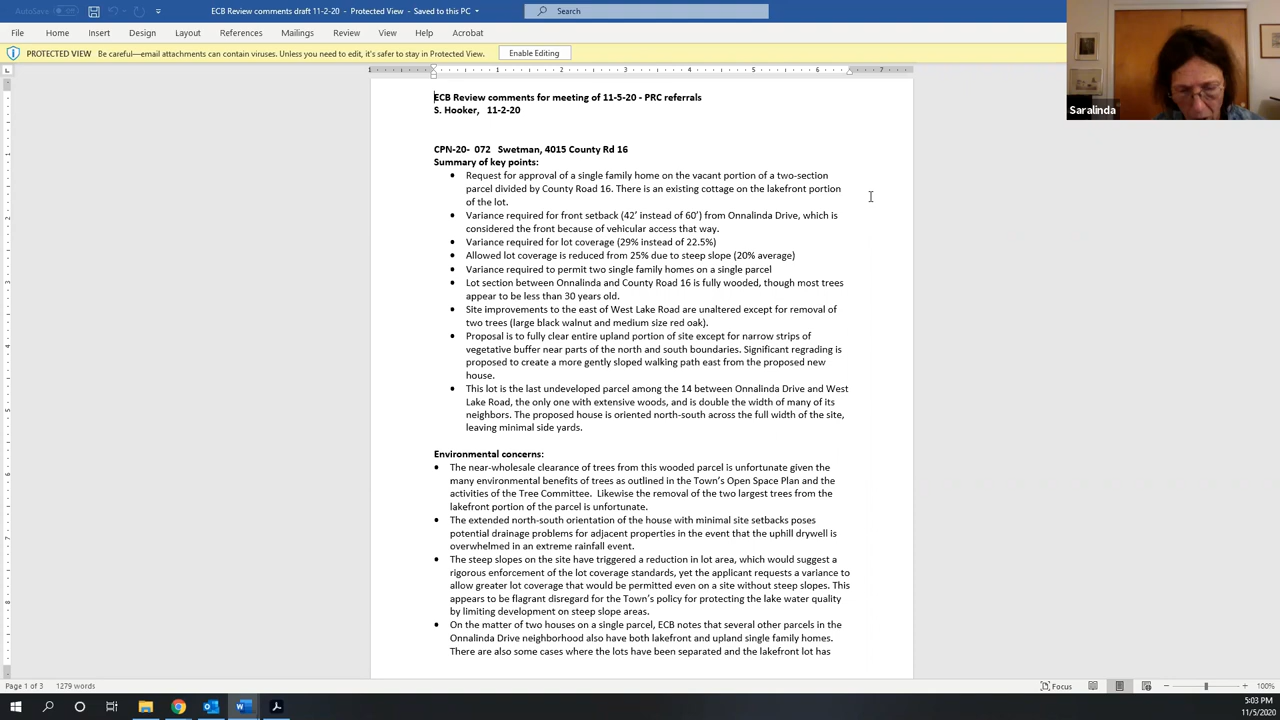 AutoSave Off
ECB Review comments draft 11-2-20 - Protected View - Saved to this PC
Search
File Home Insert Draw Design Layout References Mailings Review View Help Acrobat
PROTECTED VIEW Be careful—email attachments can contain viruses. Unless you need to edit, it's safer to stay in Protected View. Enable Editing
1 1 2 3 4 5 6 7
Saralinda
ECB Review comments for meeting of 11-5-20 - PRC referrals
S. Hooker, 11-2-20
CPN-20- 072 Swetman, 4015 County Rd 16
Summary of key points:
• Request for approval of a single family home on the vacant portion of a two-section
parcel divided by County Road 16. There is an existing cottage on the lakefront portion
of the lot.
• Variance required for front setback (42' instead of 60') from Onnalinda Drive, which is
considered the front because of vehicular access that way.
• Variance required for lot coverage (29% instead of 22.5%)
• Allowed lot coverage is reduced from 25% due to steep slope (20% average)
• Variance required to permit two single family homes on a single parcel
• Lot section between Onnalinda and County Road 16 is fully wooded, though most trees
appear to be less than 30 years old.
• Site improvements to the east of West Lake Road are unaltered except for removal of
two trees (large black walnut and medium size red oak).
• Proposal is to fully clear entire upland portion of site except for narrow strips of
vegetative buffer near parts of the north and south boundaries. Significant regrading is
proposed to create a more gently sloped walking path east from the proposed new
house.
• This lot is the last undeveloped parcel among the 14 between Onnalinda Drive and West
Lake Road, the only one with extensive woods, and is double the width of many of its
neighbors. The proposed house is oriented north-south across the full width of the site,
leaving minimal side yards.
Environmental concerns:
• The near-wholesale clearance of trees from this wooded parcel is unfortunate given the
many environmental benefits of trees as outlined in the Town's Open Space Plan and the
activities of the Tree Committee. Likewise the removal of the two largest trees from the
lakefront portion of the parcel is unfortunate.
• The extended north-south orientation of the house with minimal site setbacks poses
potential drainage problems for adjacent properties in the event that the uphill drywell is
overwhelmed in an extreme rainfall event.
• The steep slopes on the site have triggered a reduction in lot area, which would suggest a
rigorous enforcement of the lot coverage standards, yet the applicant requests a variance to
allow greater lot coverage that would be permitted even on a site without steep slopes. This
appears to be flagrant disregard for the Town's policy for protecting the lake water quality
by limiting development on steep slope areas.
• On the matter of two houses on a single parcel, ECB notes that several other parcels in the
Onnalinda Drive neighborhood also have both lakefront and upland single family homes.
There are also some cases where the lots have been separated and the lakefront lot has
Page 1 of 3 1279 words
Focus
100%
5:03 PM
11/5/2020